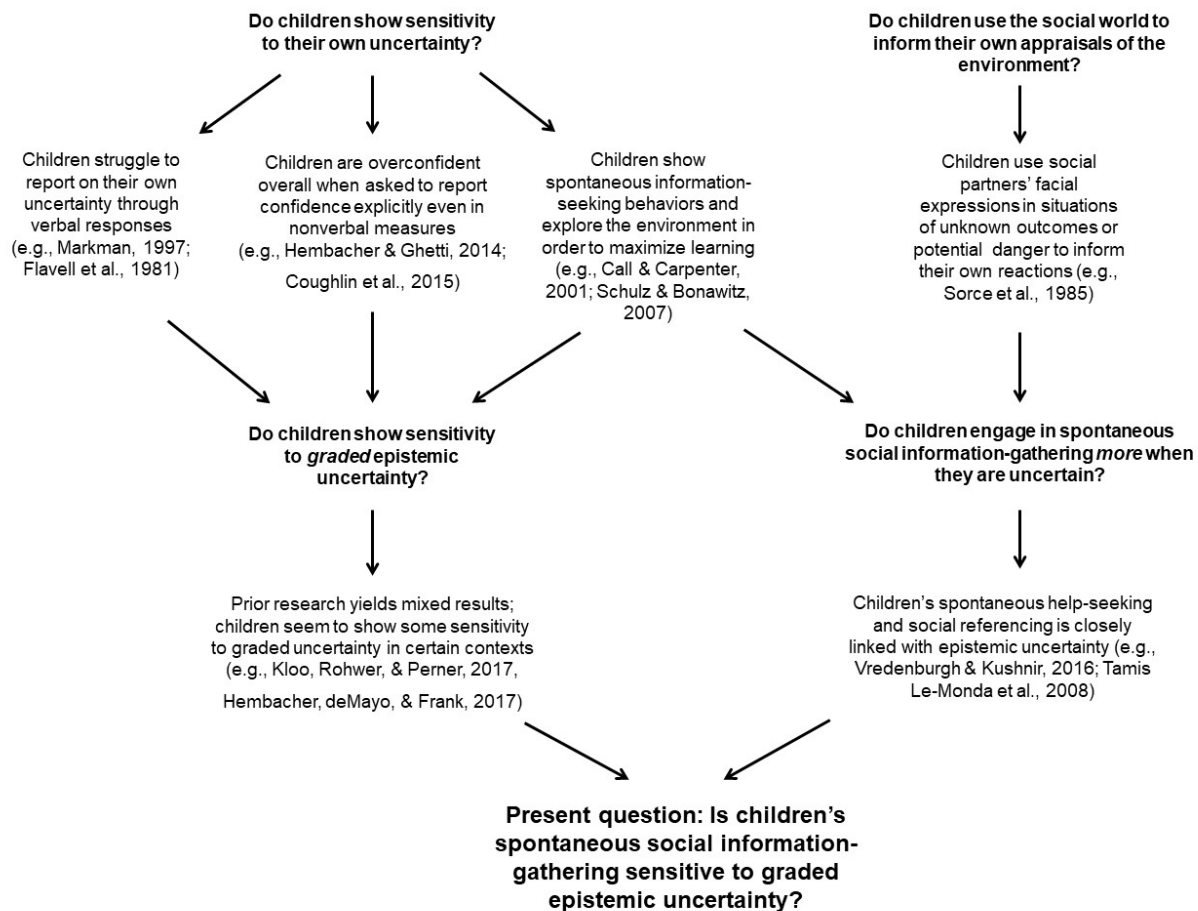 Do children show sensitivity
to their own uncertainty?
Do children use the social world to
inform their own appraisals of the
environment?
Children struggle to
report on their own
uncertainty through
verbal responses
(e.g., Markman, 1997;
Flavell et al., 1981)
Children are overconfident
overall when asked to report
confidence explicitly even in
nonverbal measures
(e.g., Hembacher & Ghetti, 2014;
Coughlin et al., 2015)
Children show
spontaneous information-
seeking behaviors and
explore the environment in
order to maximize learning
(e.g., Call & Carpenter,
2001; Schulz & Bonawitz,
2007)
Children use social
partners’ facial
expressions in situations
of unknown outcomes or
potential danger to inform
their own reactions (e.g.,
Sorce et al., 1985)
Do children show sensitivity
to graded epistemic
uncertainty?
Do children engage in spontaneous
social information-gathering more when
they are uncertain?
Prior research yields mixed results;
children seem to show some sensitivity
to graded uncertainty in certain contexts
(e.g., Kloo, Rohwer, & Perner, 2017,
Hembacher, deMayo, & Frank, 2017)
Children’s spontaneous help-seeking
and social referencing is closely
linked with epistemic uncertainty (e.g.,
Vredenburgh & Kushnir, 2016; Tamis
Le-Monda et al., 2008)
Present question: Is children’s
spontaneous social information-
gathering sensitive to graded
epistemic uncertainty?